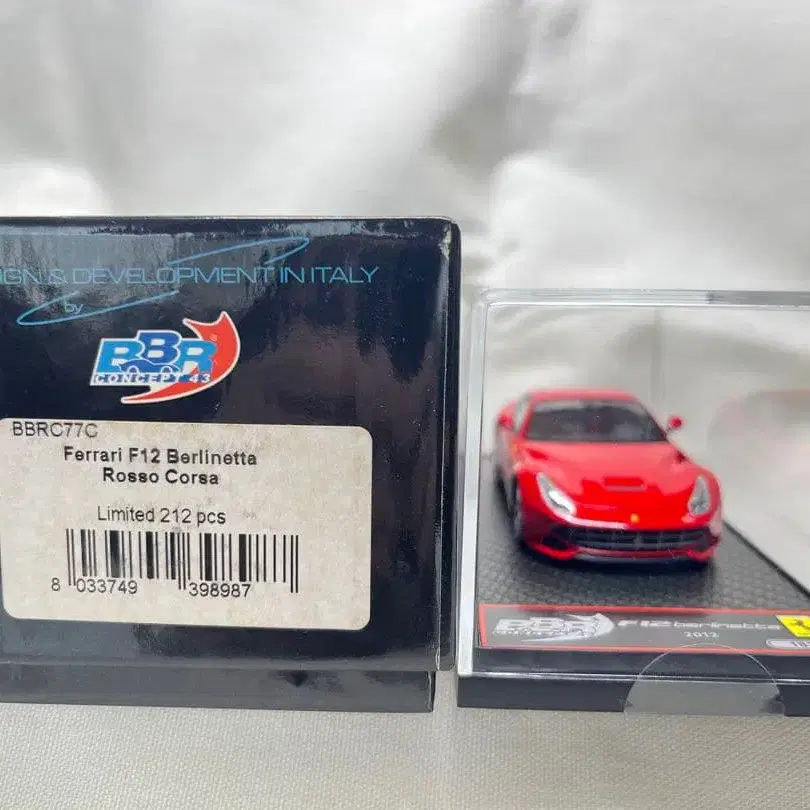 IGN & DEVELOPMENT IN ITALY
by
BBR
CONCEPT 43
BBRC77C
Ferrari F12 Berlinetta
Rosso Corsa
Limited 212 pcs
8 033749 398987
BBR
F12 berlinetta
2012